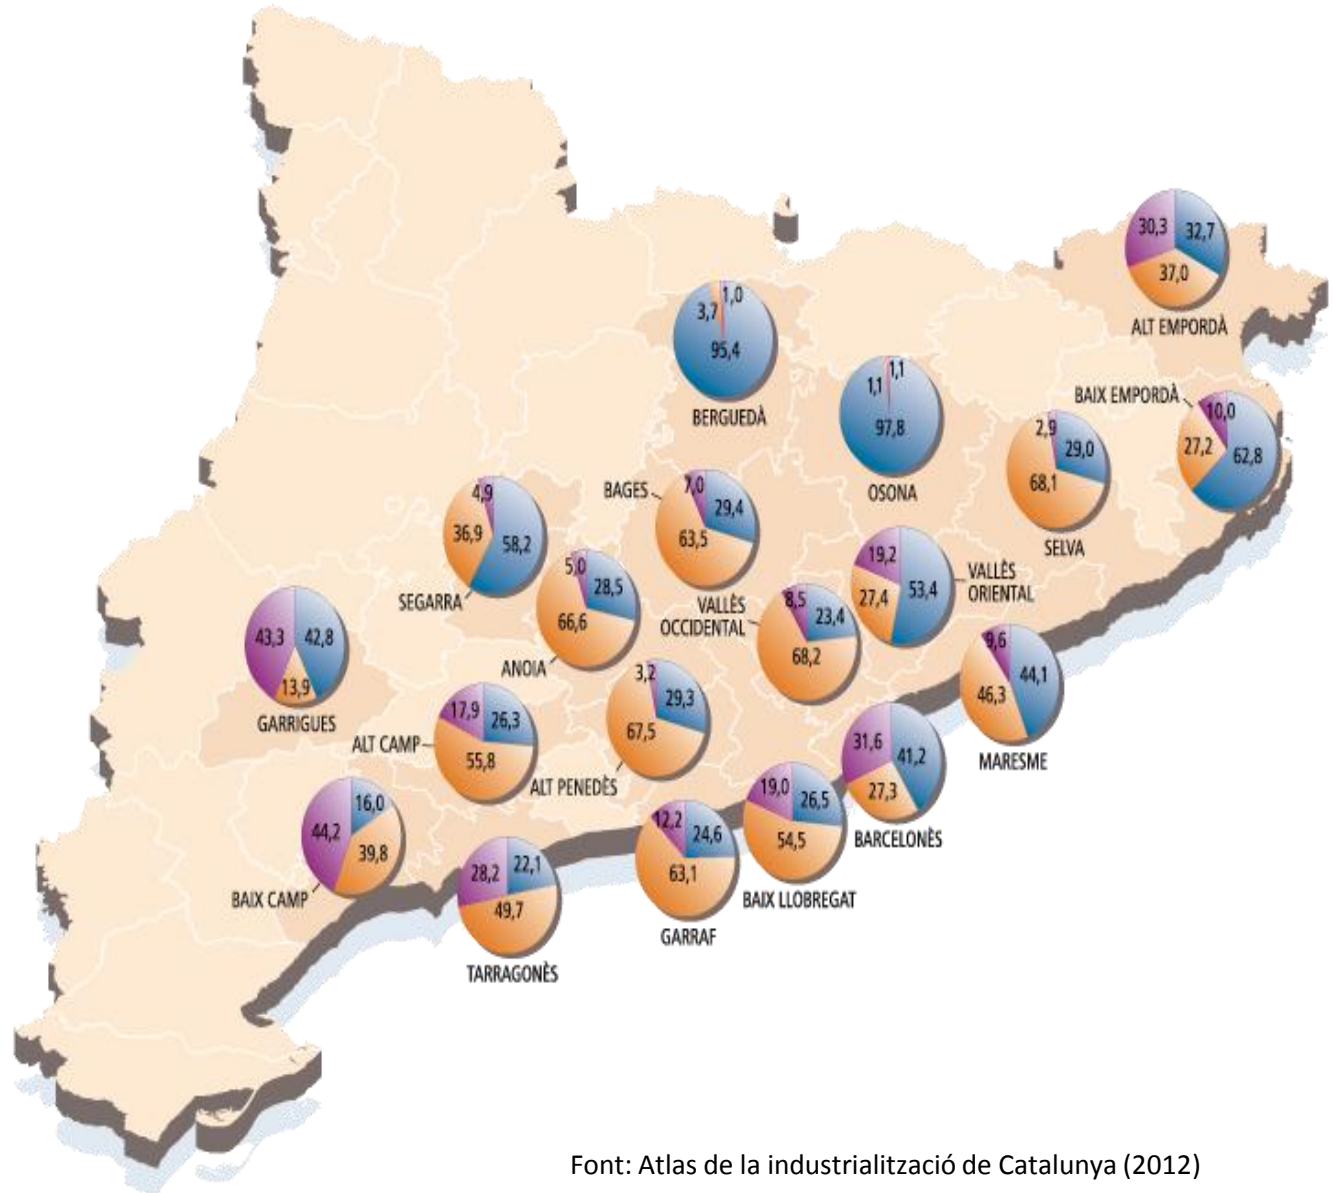 30,3
32,7
37,0
ALT EMPORDÀ
3,7
1,0
95,4
BERGUEDÀ
1,1
1,1
97,8
OSONA
BAIX EMPORDÀ
10,0
27,2
62,8
2,9
29,0
68,1
SELVA
BAGES
7,0
29,4
63,5
4,9
36,9
58,2
SEGARRA
5,0
28,5
66,6
ANOIA
VALLÈS
OCCIDENTAL
8,5
23,4
68,2
19,2
53,4
27,4
VALLÈS
ORIENTAL
43,3
42,8
13,9
GARRIGUES
17,9
26,3
55,8
ALT CAMP
3,2
29,3
67,5
ALT PENEDÈS
9,6
44,1
46,3
MARESME
31,6
41,2
27,3
BARCELONÈS
16,0
44,2
39,8
BAIX CAMP
28,2
22,1
49,7
TARRAGONÈS
12,2
24,6
63,1
GARRAF
19,0
26,5
54,5
BAIX LLOBREGAT
Font: Atlas de la industrialització de Catalunya (2012)